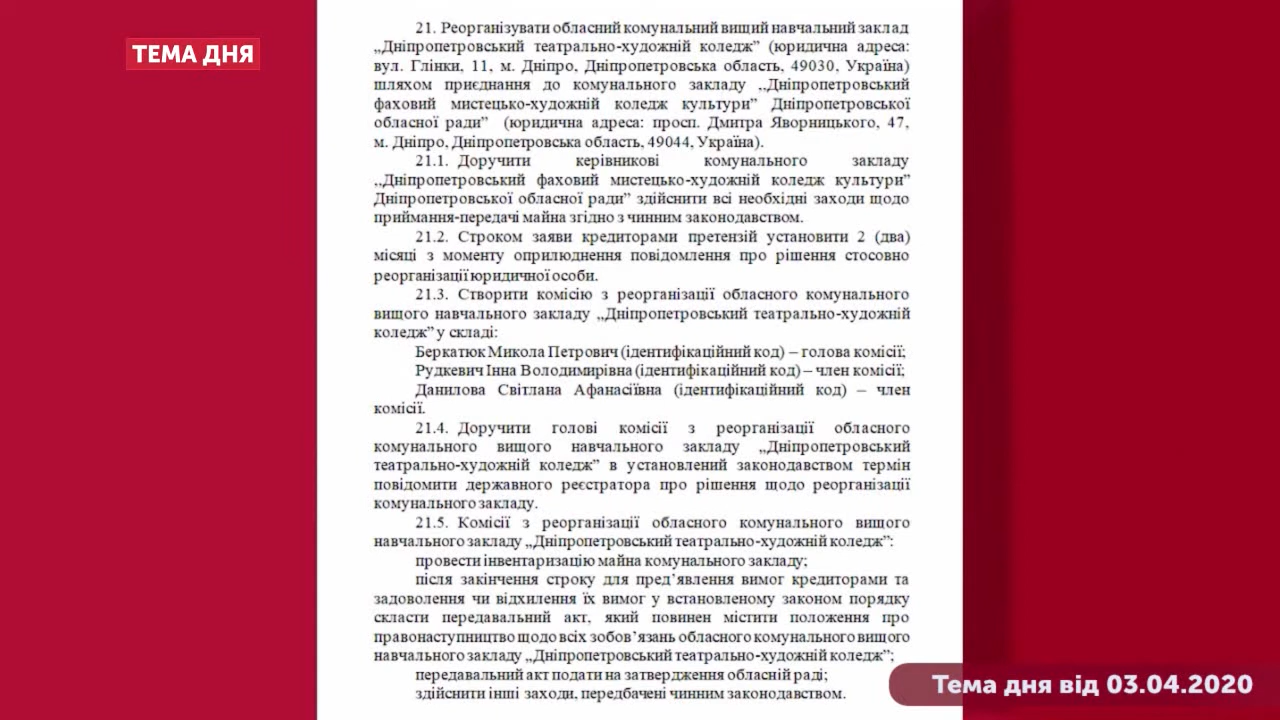 ТЕМА ДНЯ
21. Реорганізувати обласний комунальний вищий навчальний заклад
„Дніпропетровський театрально-художній коледж” (юридична адреса:
вул. Глінки, 11, м. Дніпро, Дніпропетровська область, 49030, Україна)
шляхом приєднання до комунального закладу ,,Дніпропетровський
фаховий мистецько-художній коледж культури” Дніпропетровської
обласної ради” (юридична адреса: просп. Дмитра Яворницького, 47,
м. Дніпро, Дніпропетровська область, 49044, Україна).
21.1. Доручити керівникові комунального закладу
,,Дніпропетровський фаховий мистецько-художній коледж культури”
Дніпропетровської обласної ради” здійснити всі необхідні заходи щодо
приймання-передачі майна згідно з чинним законодавством.
21.2. Строком заяви кредиторами претензій установити 2 (два)
місяці з моменту оприлюднення повідомлення про рішення стосовно
реорганізації юридичної особи.
21.3. Створити комісію з реорганізації обласного комунального
вищого навчального закладу „Дніпропетровський театрально-художній
коледж” у складі:
Беркатюк Микола Петрович (ідентифікаційний код) – голова комісії;
Рудкевич Інна Володимирівна (ідентифікаційний код) – член комісії;
Данилова Світлана Афанасіївна (ідентифікаційний код) – член
комісії.
21.4. Доручити голові комісії з реорганізації обласного
комунального вищого навчального закладу „Дніпропетровський
театрально-художній коледж” в установлений законодавством термін
повідомити державного реєстратора про рішення щодо реорганізації
комунального закладу.
21.5. Комісії з реорганізації обласного комунального вищого
навчального закладу „Дніпропетровський театрально-художній коледж”:
провести інвентаризацію майна комунального закладу;
після закінчення строку для пред’явлення вимог кредиторами та
задоволення чи відхилення їх вимог у встановленому законом порядку
скласти передавальний акт, який повинен містити положення про
правонаступництво щодо всіх зобов’язань обласного комунального вищого
навчального закладу „Дніпропетровський театрально-художній коледж”;
передавальний акт подати на затвердження обласній раді;
здійснити інші заходи, передбачені чинним законодавством.
Тема дня від 03.04.2020